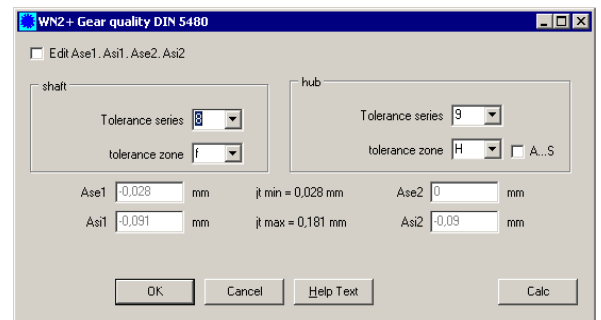 WN2+ Gear quality DIN 5480
Edit Ase1. Asi1. Ase2. Asi2
shaft
hub
Tolerance series 8
Tolerance series 9
tolerance zone f
tolerance zone H A...S
Ase1 -0,028 mm jt min = 0,028 mm Ase2 0 mm
Asi1 -0,091 mm jt max = 0,181 mm Asi2 -0,09 mm
OK Cancel Help Text Calc